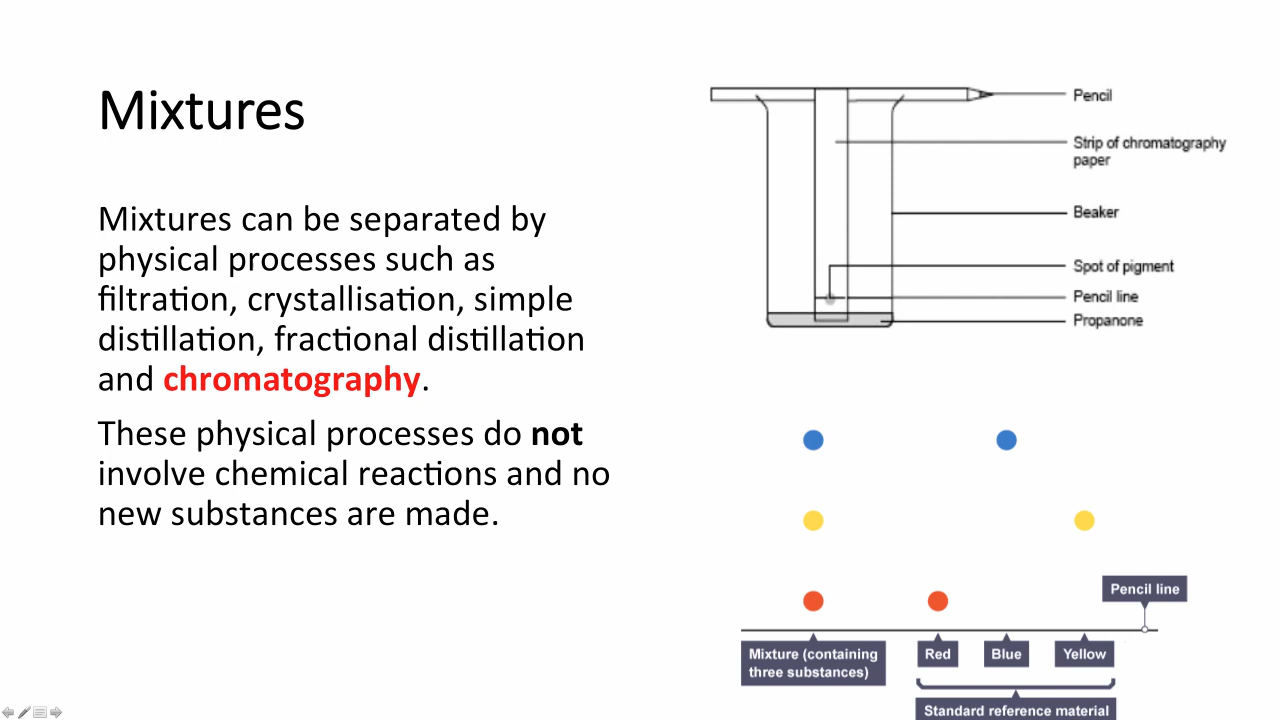 Mixtures
Mixtures can be separated by
physical processes such as
filtration, crystallisation, simple
distillation, fractional distillation
and chromatography.
These physical processes do not
involve chemical reactions and no
new substances are made.
Pencil
Strip of chromatography
paper
Beaker
Spot of pigment
Pencil line
Propanone
Pencil line
Mixture (containing
three substances)
Red
Blue
Yellow
Standard reference material